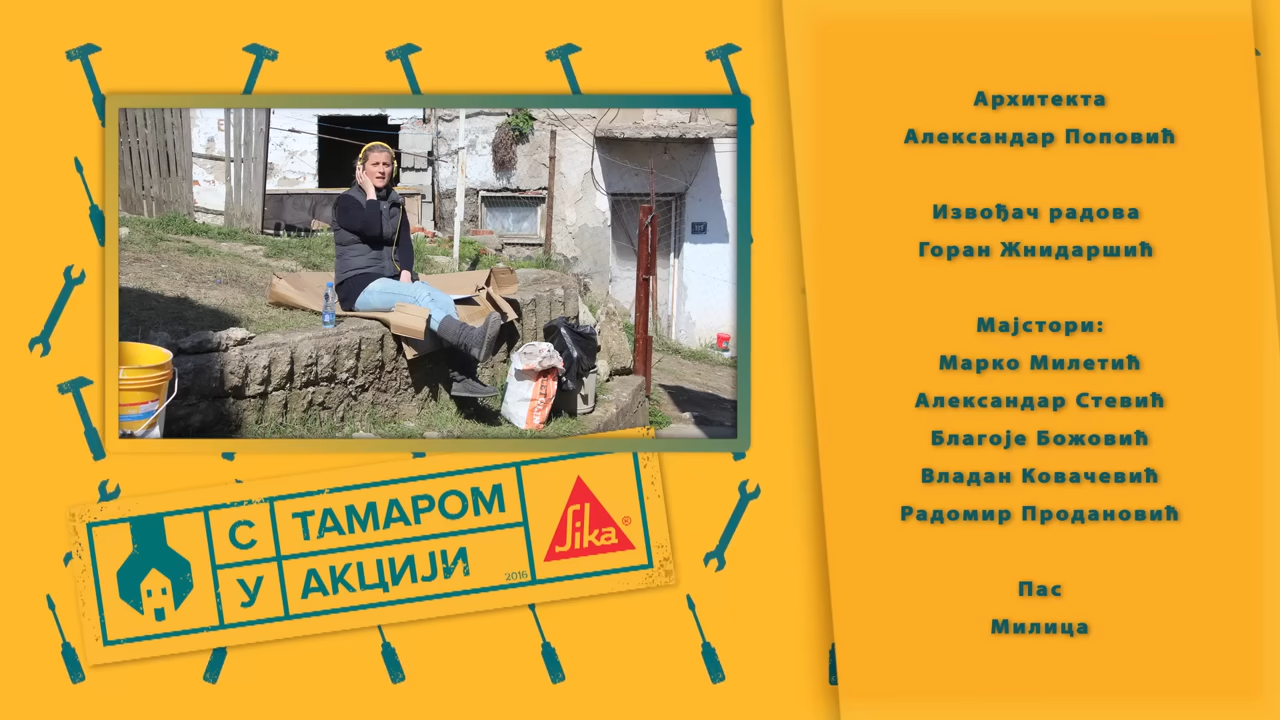 С ТАМАРОМ
У АКЦИЈИ
2016
Sika®
Архитекта
Александар Поповић
Извођач радова
Горан Жнидаршић
Мајстори:
Марко Милетић
Александар Стевић
Благоје Божовић
Владан Ковачевић
Радомир Продановић
Пас
Милица